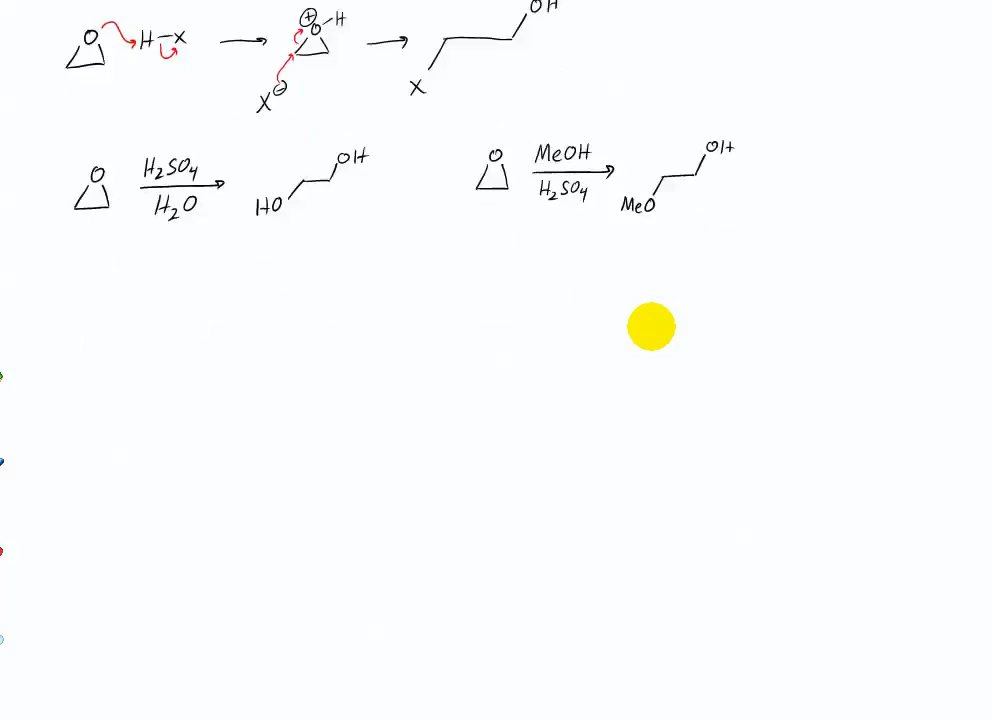 O H-X ⟶ ⊕ O-H ⟶ OH
X⊖ X
O H₂SO₄ ⟶ H₂O HO OH
O MeOH ⟶ H₂SO₄ MeO OH